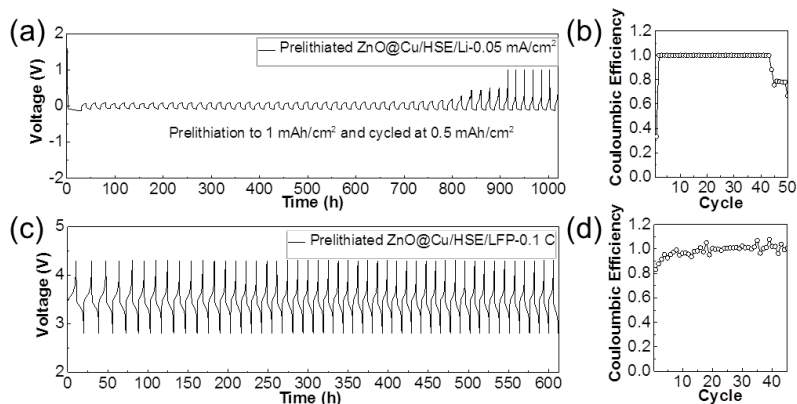 (a)
2
1
0
-1
-2
Voltage (V)
Prelithiated ZnO@Cu/HSE/Li-0.05 mA/cm²
Prelithiation to 1 mAh/cm² and cycled at 0.5 mAh/cm²
0 100 200 300 400 500 600 700 800 900 1000
Time (h)
(b)
1.2
1.0
0.8
0.6
0.4
0.2
0.0
Couloumbic Efficiency
10 20 30 40 50
Cycle
(c)
5
4
3
2
Voltage (V)
Prelithiated ZnO@Cu/HSE/LFP-0.1 C
0 50 100 150 200 250 300 350 400 450 500 550 600
Time (h)
(d)
1.2
1.0
0.8
0.6
0.4
0.2
0.0
Couloumbic Efficiency
10 20 30 40
Cycle